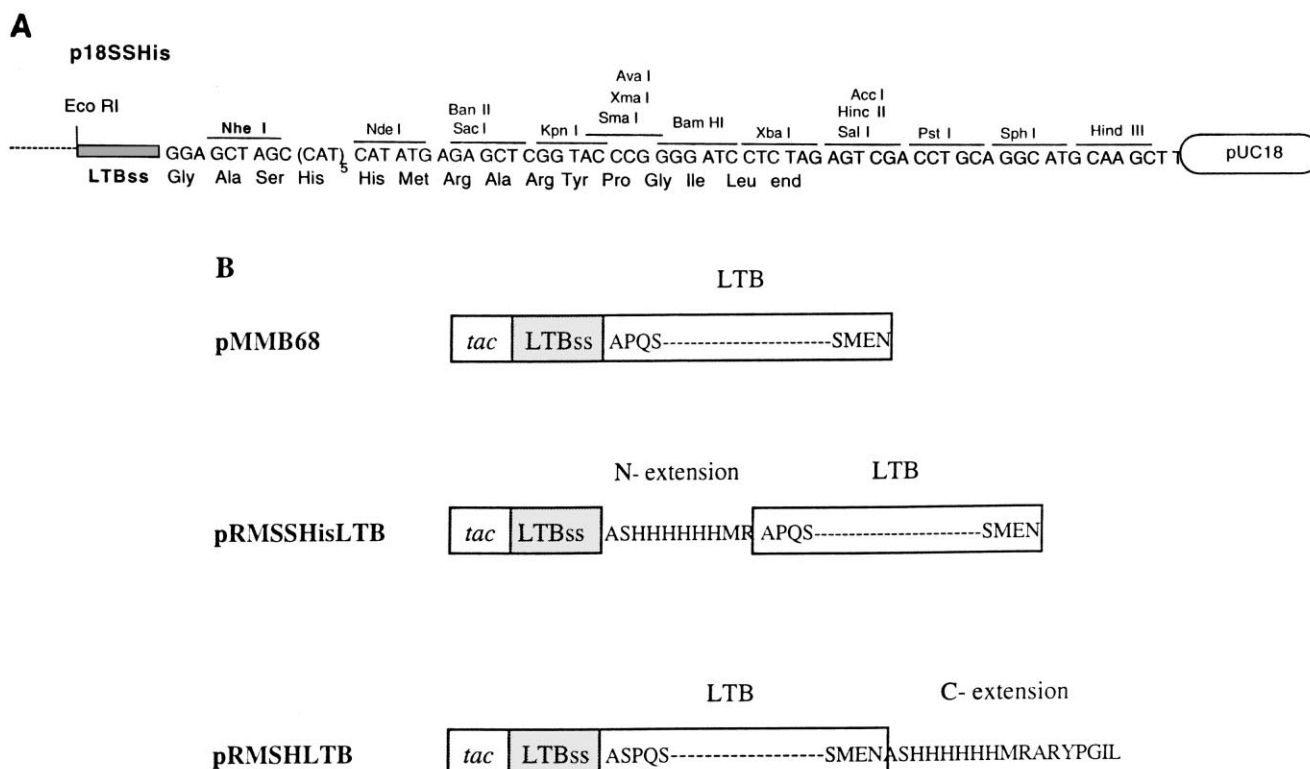 A
p18SSHis
Ava I
Xma I
Acc I
Eco RI
Ban II
Hinc II
Nhe I
Nde I
Sac I
Kpn I
Sma I
Bam HI
Xba I
Sal I
Pst I
Sph I
Hind III
GGA GCT AGC (CAT)5 CAT ATG AGA GCT CGG TAC CCG GGG ATC CTC TAG AGT CGA CCT GCA GGC ATG CAA GCT T
pUC18
LTBss Gly Ala Ser His His Met Arg Ala Arg Tyr Pro Gly Ile Leu end
B
LTB
pMMB68 tac LTBss APQS-----------------------SMEN
N- extension LTB
pRMSSHisLTB tac LTBss ASHHHHHHMR APQS-----------------------SMEN
LTB C- extension
pRMSHLTB tac LTBss ASPQS--------------------SMENASHHHHHHMRARYPGIL